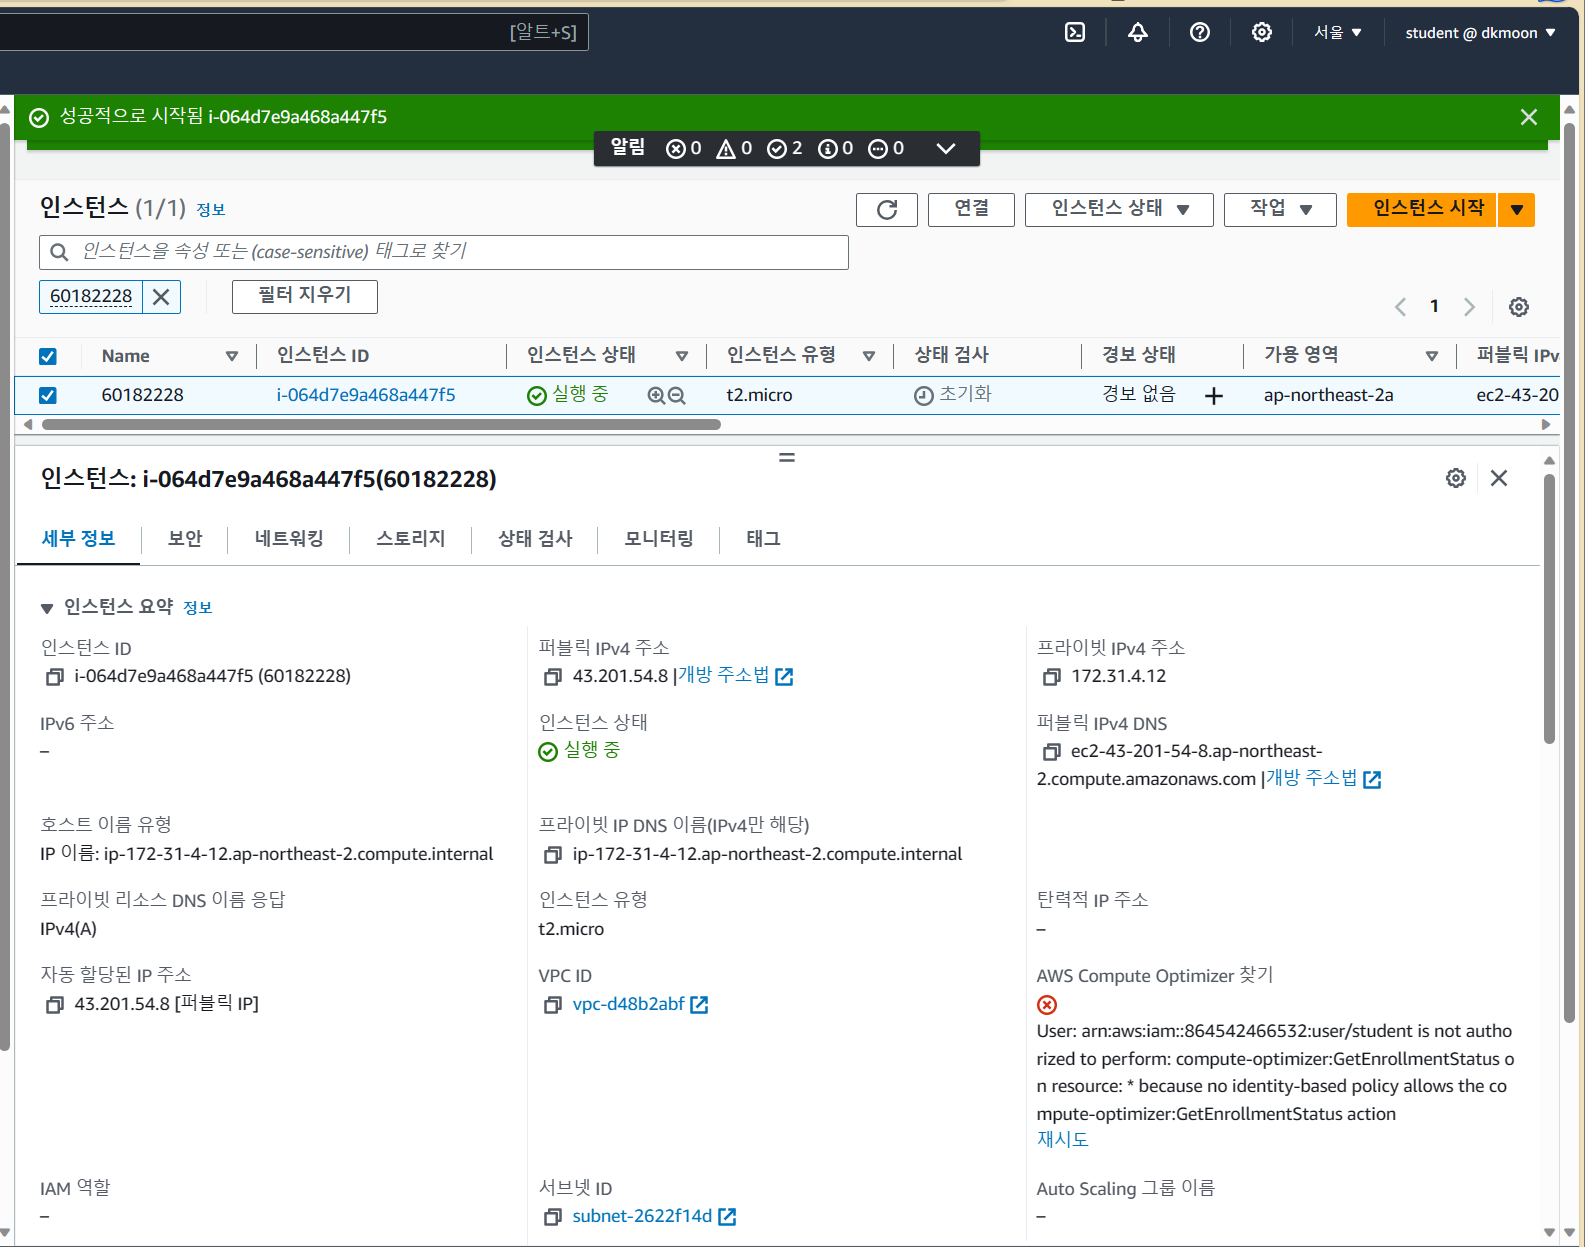 [알트+S]
서울 ▼
student @ dkmoon ▼
성공적으로 시작됨 i-064d7e9a468a447f5
알림 0 0 2 0 0
인스턴스 (1/1) 정보
연결
인스턴스 상태 ▼
작업 ▼
인스턴스 시작 ▼
인스턴스을 속성 또는 (case-sensitive) 태그로 찾기
60182228
필터 지우기
1
Name
인스턴스 ID
인스턴스 상태
인스턴스 유형
상태 검사
경보 상태
가용 영역
퍼블릭 IPv
60182228
i-064d7e9a468a447f5
실행 중
t2.micro
초기화
경보 없음 +
ap-northeast-2a
ec2-43-20
인스턴스: i-064d7e9a468a447f5(60182228)
세부 정보
보안
네트워킹
스토리지
상태 검사
모니터링
태그
▼ 인스턴스 요약 정보
인스턴스 ID
i-064d7e9a468a447f5 (60182228)
퍼블릭 IPv4 주소
43.201.54.8 |개방 주소법
프라이빗 IPv4 주소
172.31.4.12
IPv6 주소
–
인스턴스 상태
실행 중
퍼블릭 IPv4 DNS
ec2-43-201-54-8.ap-northeast-
2.compute.amazonaws.com |개방 주소법
호스트 이름 유형
IP 이름: ip-172-31-4-12.ap-northeast-2.compute.internal
프라이빗 IP DNS 이름(IPv4만 해당)
ip-172-31-4-12.ap-northeast-2.compute.internal
프라이빗 리소스 DNS 이름 응답
IPv4(A)
인스턴스 유형
t2.micro
탄력적 IP 주소
–
자동 할당된 IP 주소
43.201.54.8 [퍼블릭 IP]
VPC ID
vpc-d48b2abf
AWS Compute Optimizer 찾기
User: arn:aws:iam::864542466532:user/student is not autho
rized to perform: compute-optimizer:GetEnrollmentStatus o
n resource: * because no identity-based policy allows the co
mpute-optimizer:GetEnrollmentStatus action
재시도
IAM 역할
–
서브넷 ID
subnet-2622f14d
Auto Scaling 그룹 이름
–